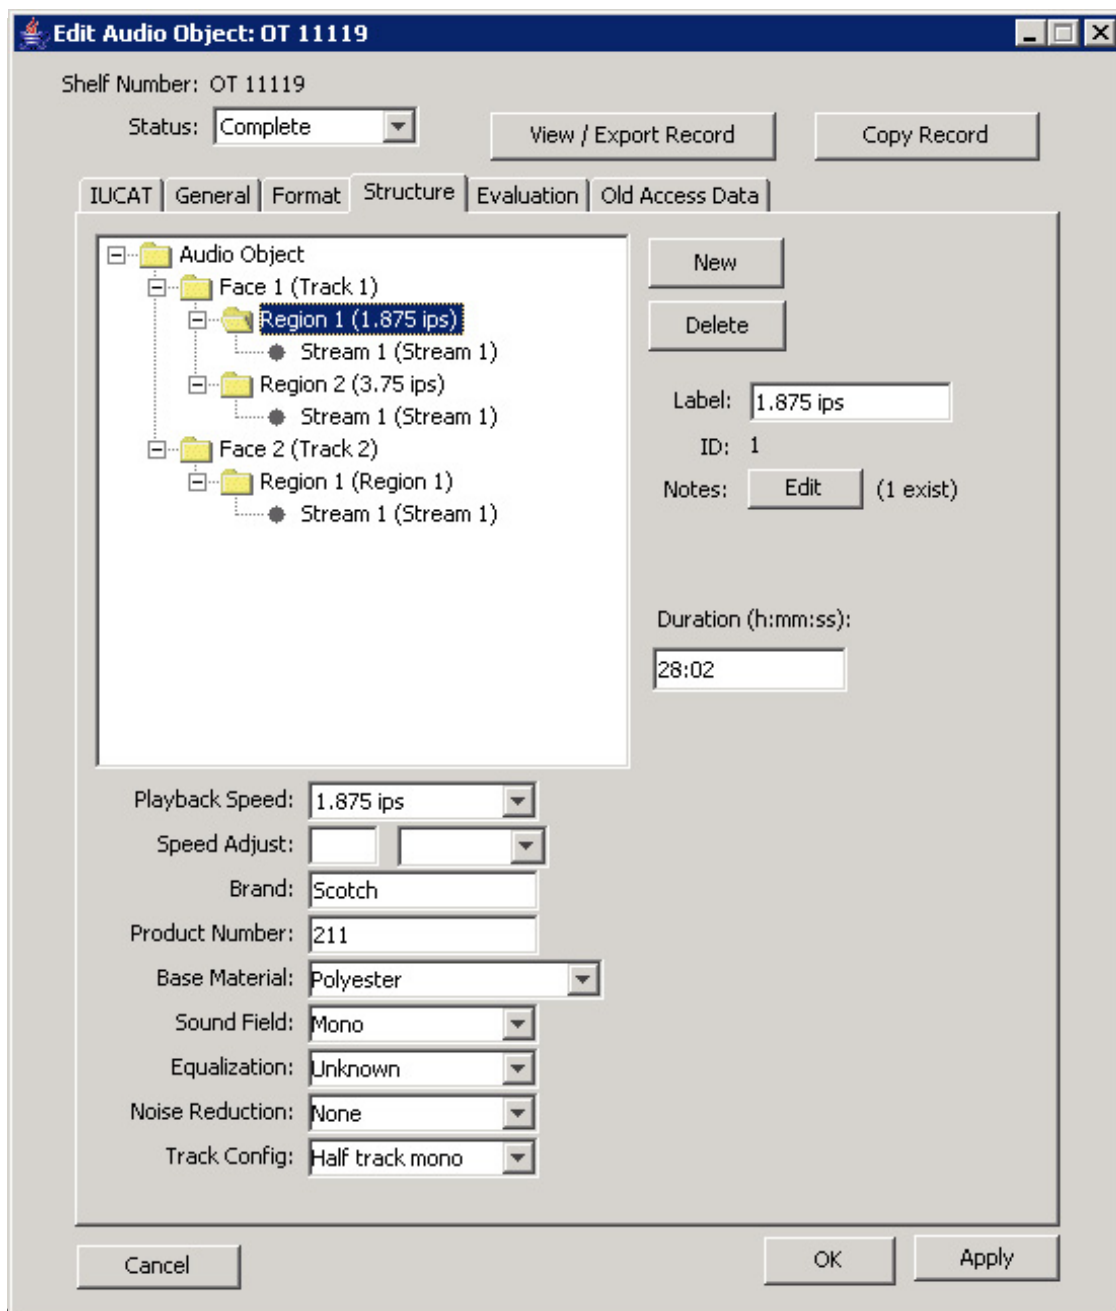 Edit Audio Object: OT 11119
Shelf Number: OT 11119
Status: Complete
View / Export Record
Copy Record
IUCAT General Format Structure Evaluation Old Access Data
Audio Object
Face 1 (Track 1)
Region 1 (1.875 ips)
Stream 1 (Stream 1)
Region 2 (3.75 ips)
Stream 1 (Stream 1)
Face 2 (Track 2)
Region 1 (Region 1)
Stream 1 (Stream 1)
New
Delete
Label: 1.875 ips
ID: 1
Notes: Edit (1 exist)
Duration (h:mm:ss):
28:02
Playback Speed: 1.875 ips
Speed Adjust:
Brand: Scotch
Product Number: 211
Base Material: Polyester
Sound Field: Mono
Equalization: Unknown
Noise Reduction: None
Track Config: Half track mono
Cancel
OK
Apply